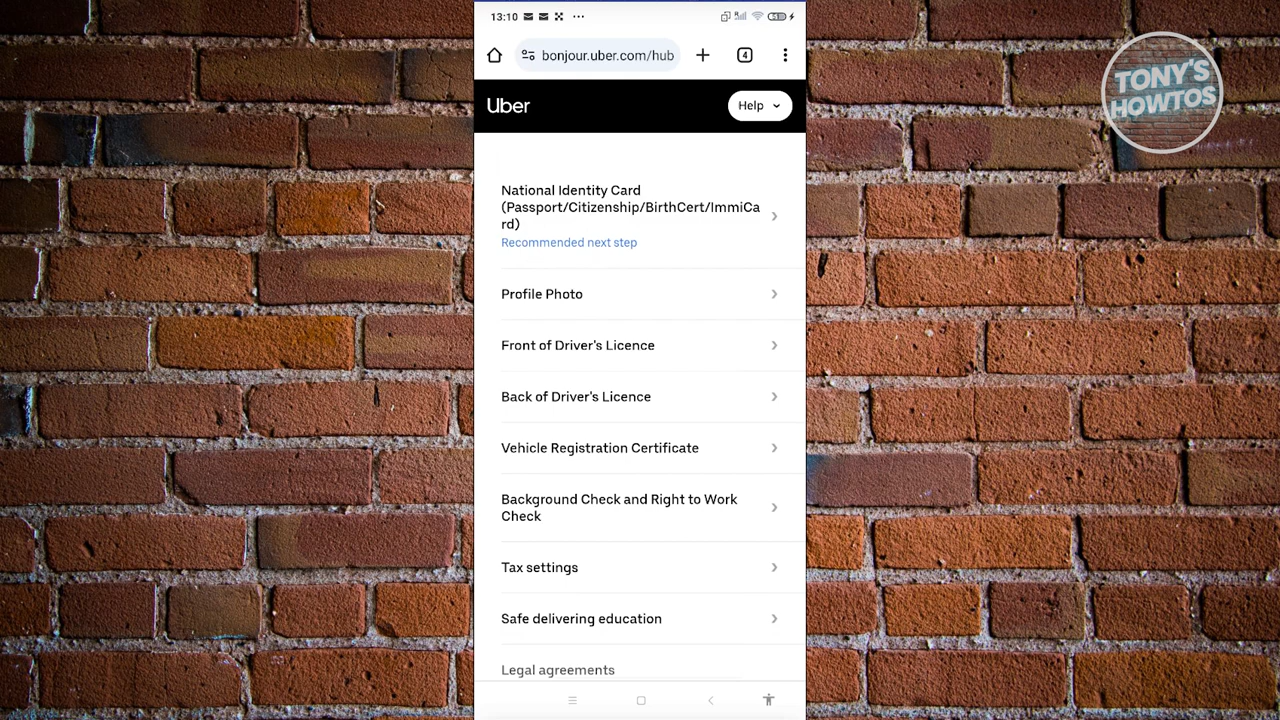 13:10
TONY'S
HOWTOS
bonjour.uber.com/hub
4
Uber
Help
National Identity Card
(Passport/Citizenship/BirthCert/ImmiCa
rd)
Recommended next step
Profile Photo
Front of Driver's Licence
Back of Driver's Licence
Vehicle Registration Certificate
Background Check and Right to Work
Check
Tax settings
Safe delivering education
Legal agreements